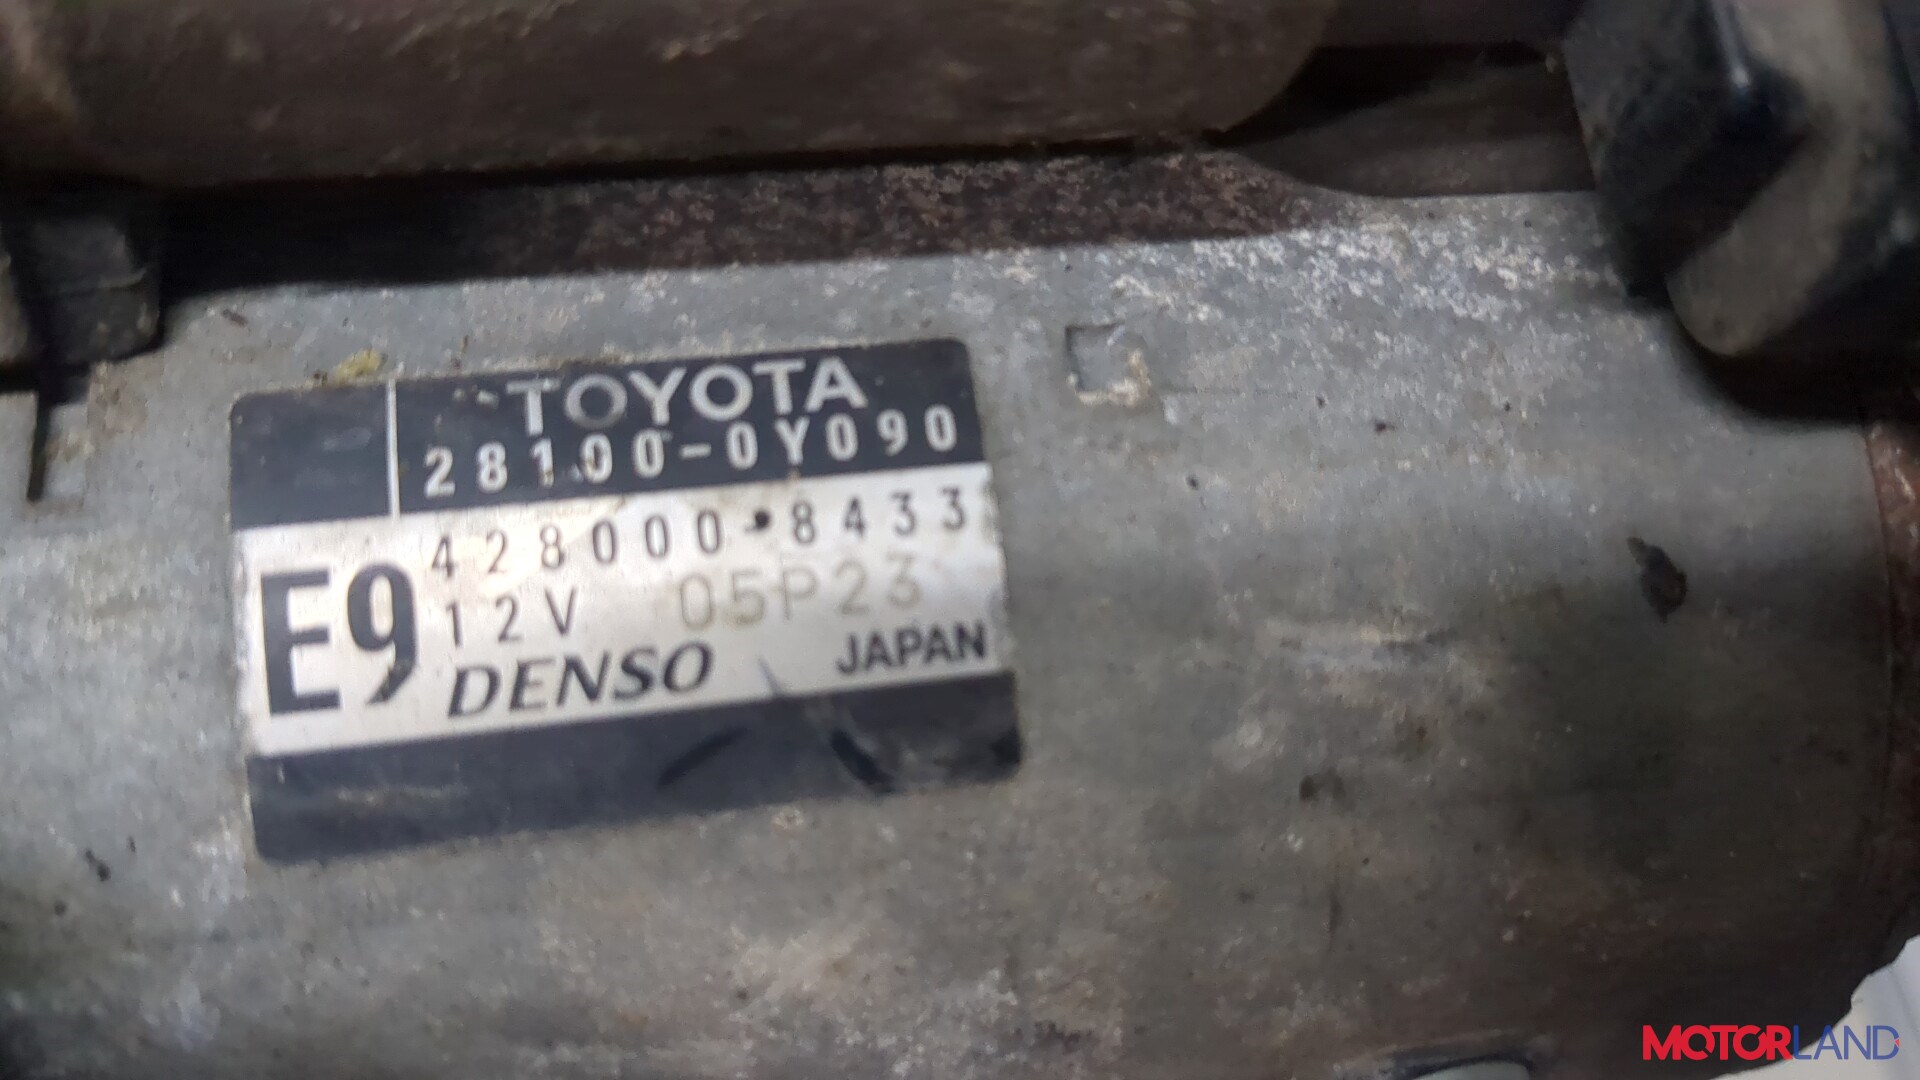 TOYOTA
28100-0Y090
E9
428000-8433
12V 05P23
DENSO JAPAN
MOTORLAND